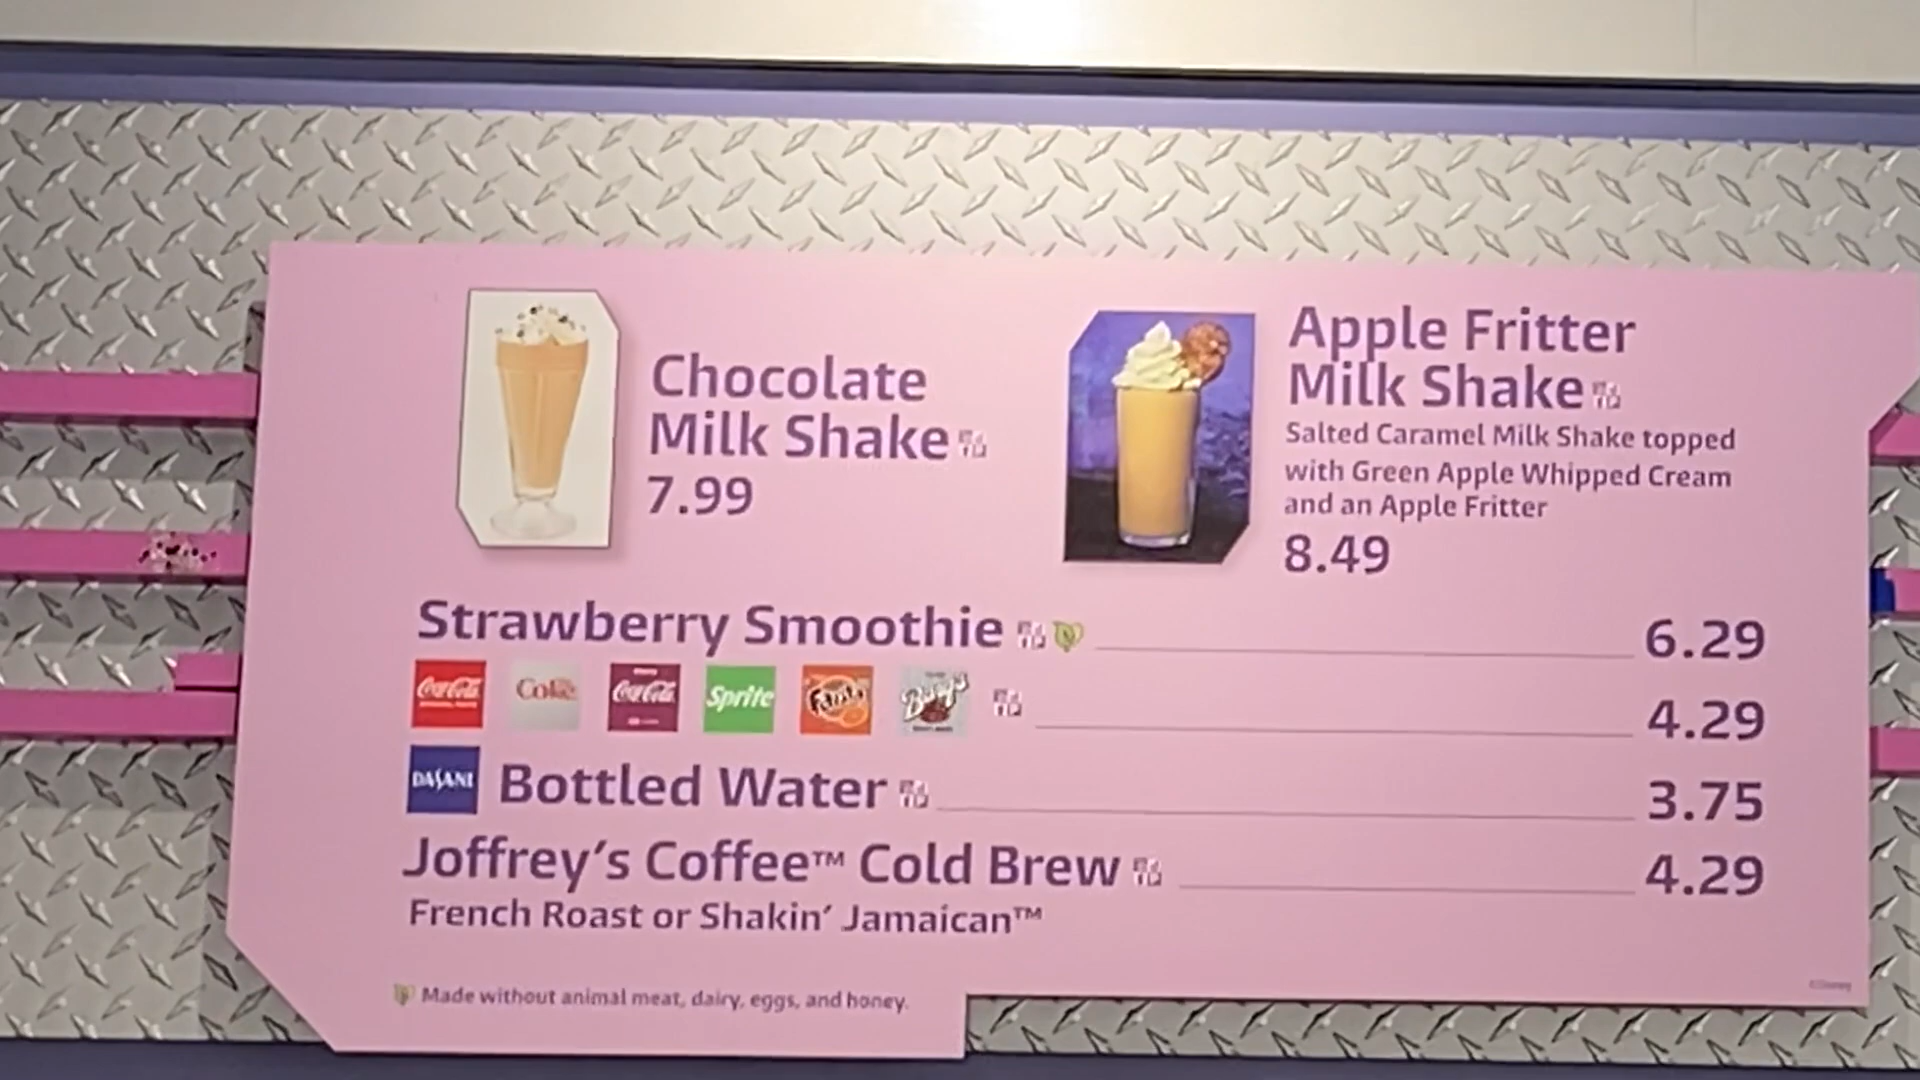 Chocolate
Milk Shake
7.99
Apple Fritter
Milk Shake
Salted Caramel Milk Shake topped
with Green Apple Whipped Cream
and an Apple Fritter
8.49
Strawberry Smoothie 6.29
Coca-Cola Coke Coca-Cola Sprite Fanta Barq's 4.29
DASANI Bottled Water 3.75
Joffrey's Coffee™ Cold Brew 4.29
French Roast or Shakin' Jamaican™
Made without animal meat, dairy, eggs, and honey.
©Disney